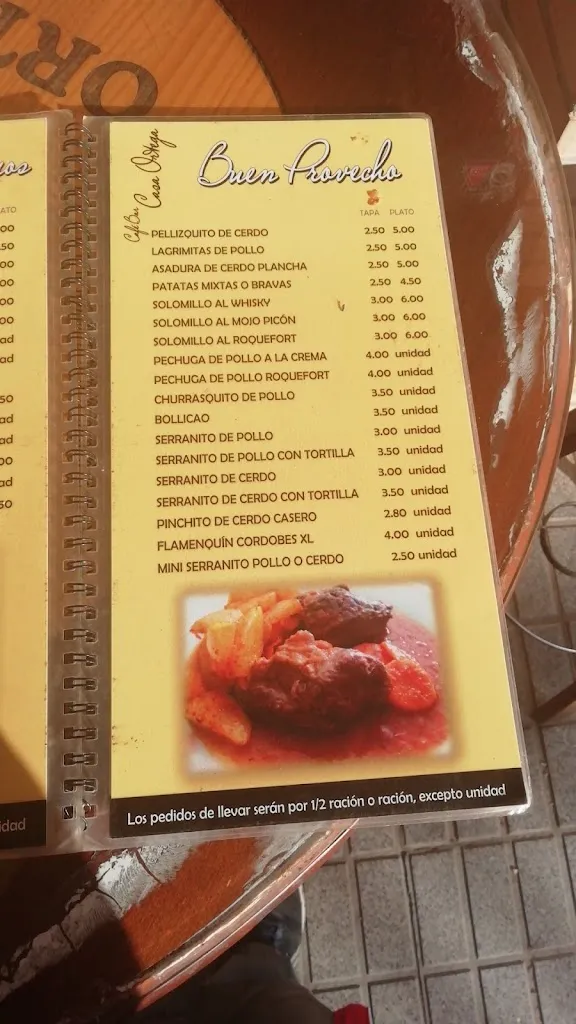 ORTE
Café Bar Casa Ortega
Buen Provecho
TAPA PLATO
PELLIZQUITO DE CERDO 2.50 5.00
LAGRIMITAS DE POLLO 2.50 5.00
ASADURA DE CERDO PLANCHA 2.50 5.00
PATATAS MIXTAS O BRAVAS 2.50 4.50
SOLOMILLO AL WHISKY 3.00 6.00
SOLOMILLO AL MOJO PICÓN 3.00 6.00
SOLOMILLO AL ROQUEFORT 3.00 6.00
PECHUGA DE POLLO A LA CREMA 4.00 unidad
PECHUGA DE POLLO ROQUEFORT 4.00 unidad
CHURRASQUITO DE POLLO 3.50 unidad
BOLLICAO 3.50 unidad
SERRANITO DE POLLO 3.00 unidad
SERRANITO DE POLLO CON TORTILLA 3.50 unidad
SERRANITO DE CERDO 3.00 unidad
SERRANITO DE CERDO CON TORTILLA 3.50 unidad
PINCHITO DE CERDO CASERO 2.80 unidad
FLAMENQUÍN CORDOBES XL 4.00 unidad
MINI SERRANITO POLLO O CERDO 2.50 unidad
Los pedidos de llevar serán por 1/2 ración o ración, excepto unidad